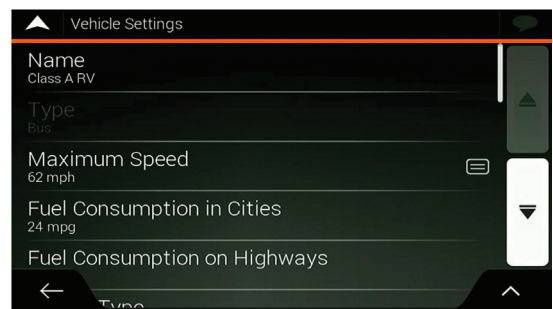 Vehicle Settings
Name
Class A RV
Type
Bus
Maximum Speed
62 mph
Fuel Consumption in Cities
24 mpg
Fuel Consumption on Highways
Type